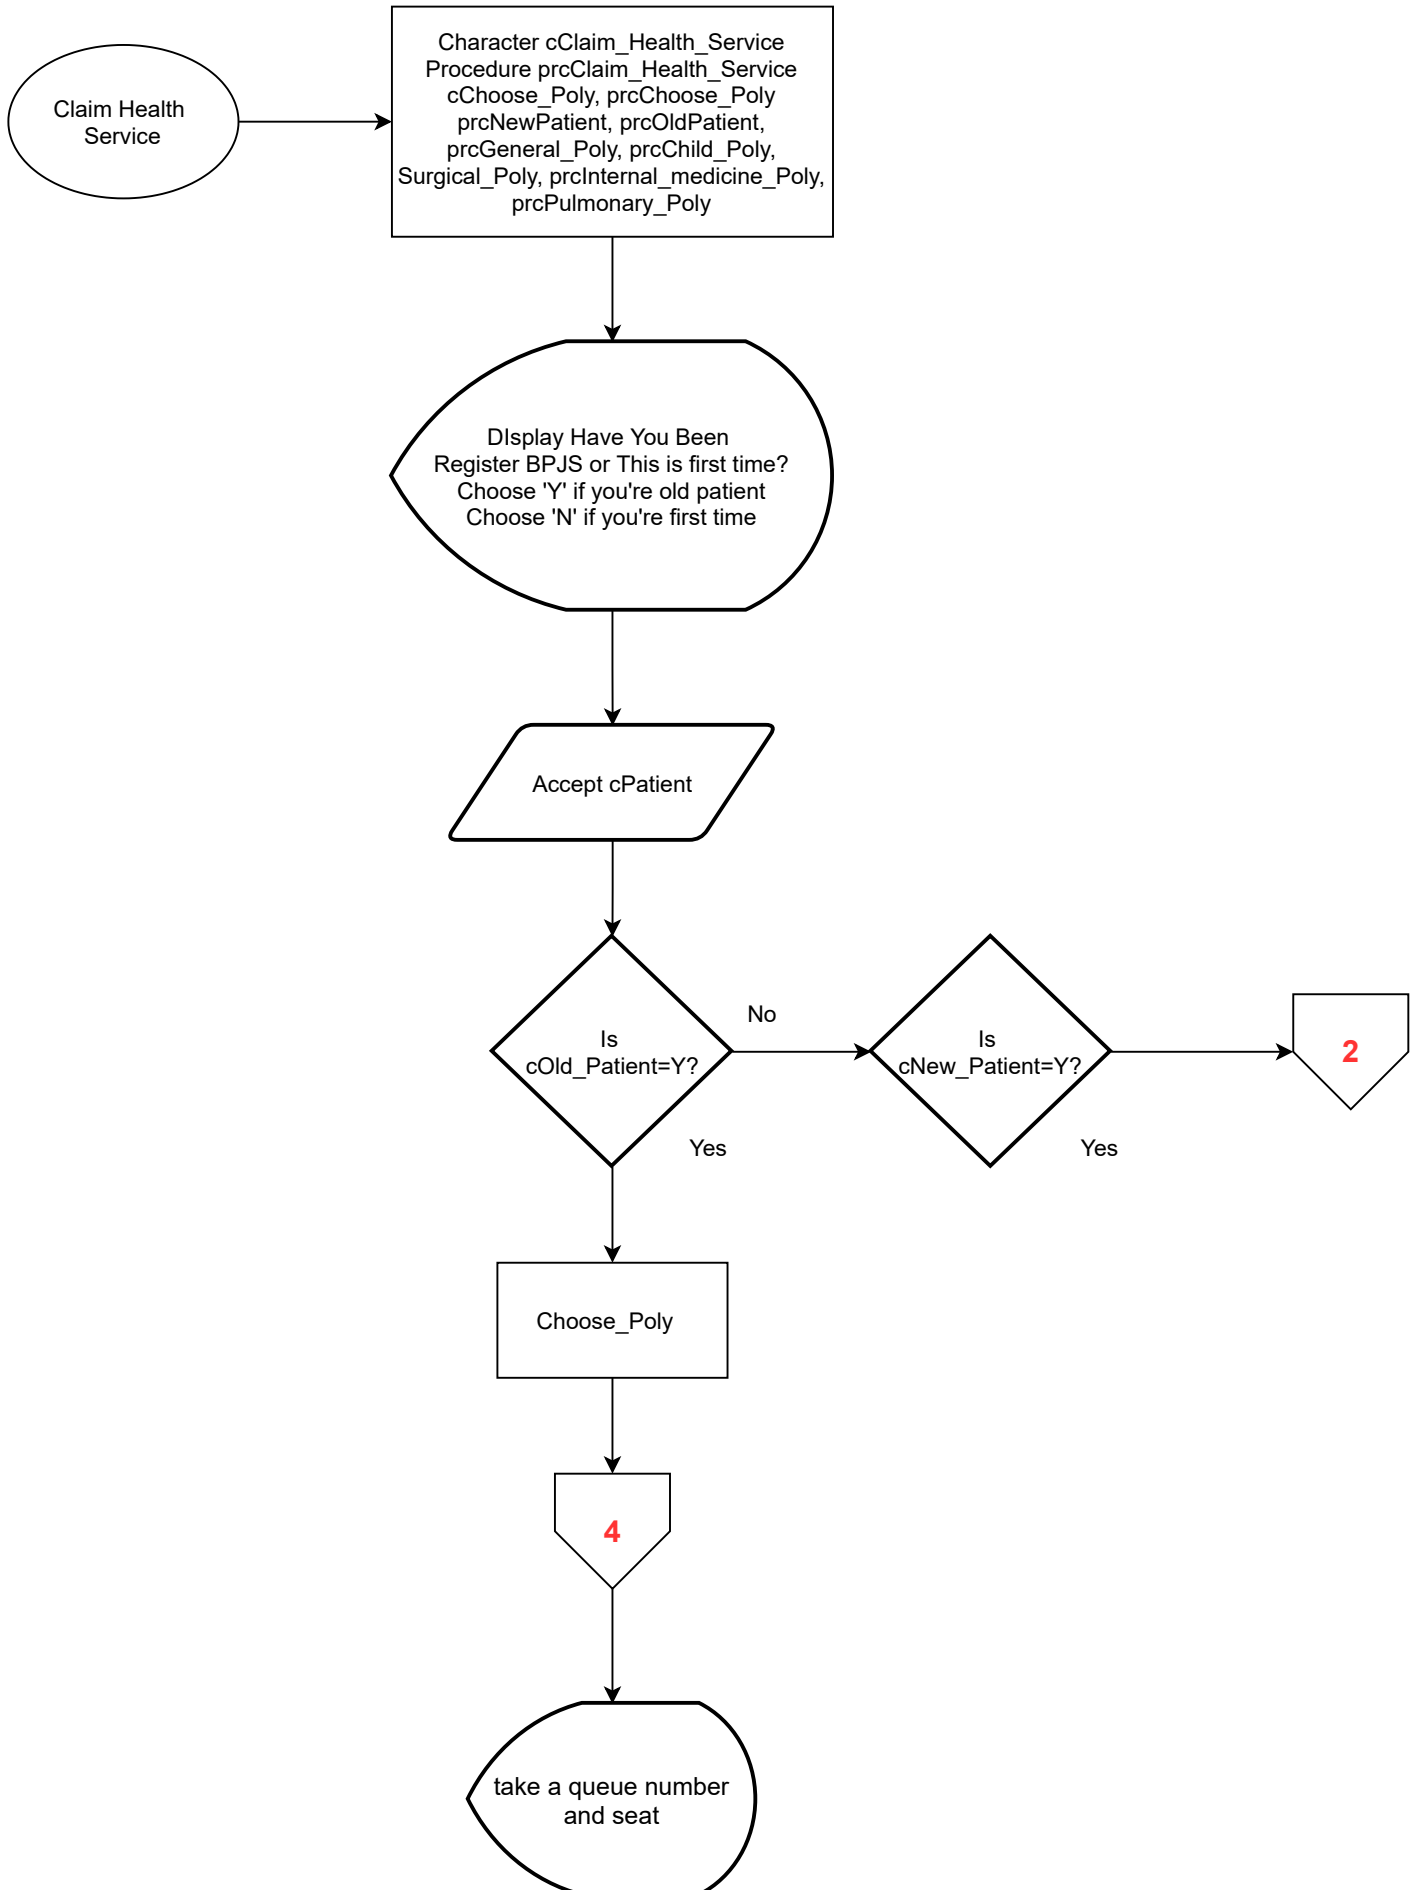 Claim Health
Service
Character cClaim_Health_Service
Procedure prcClaim_Health_Service
cChoose_Poly, prcChoose_Poly
prcNewPatient, prcOldPatient,
prcGeneral_Poly, prcChild_Poly,
Surgical_Poly, prcInternal_medicine_Poly,
prcPulmonary_Poly
DIsplay Have You Been
Register BPJS or This is first time?
Choose 'Y' if you're old patient
Choose 'N' if you're first time
Accept cPatient
Is
cOld_Patient=Y?
No
Yes
Is
cNew_Patient=Y?
Yes
2
Choose_Poly
4
take a queue number
and seat